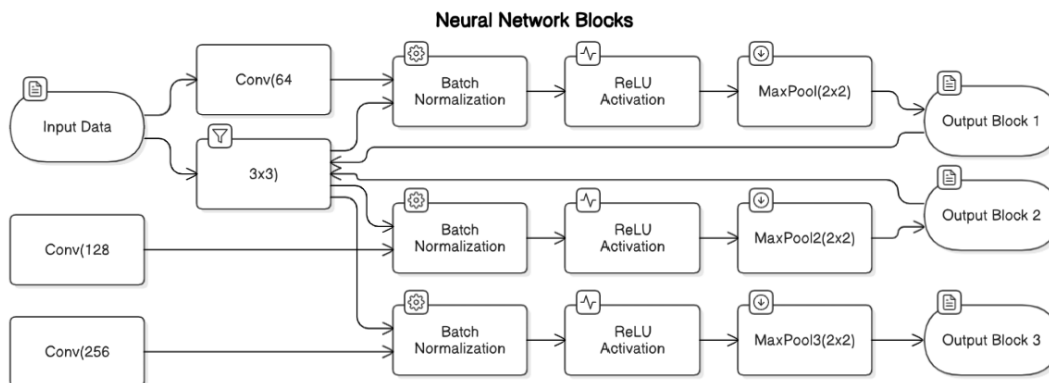 Neural Network Blocks
Input Data
Conv(64
3x3)
Batch
Normalization
ReLU
Activation
MaxPool(2x2)
Output Block 1
Conv(128
Batch
Normalization
ReLU
Activation
MaxPool2(2x2)
Output Block 2
Conv(256
Batch
Normalization
ReLU
Activation
MaxPool3(2x2)
Output Block 3